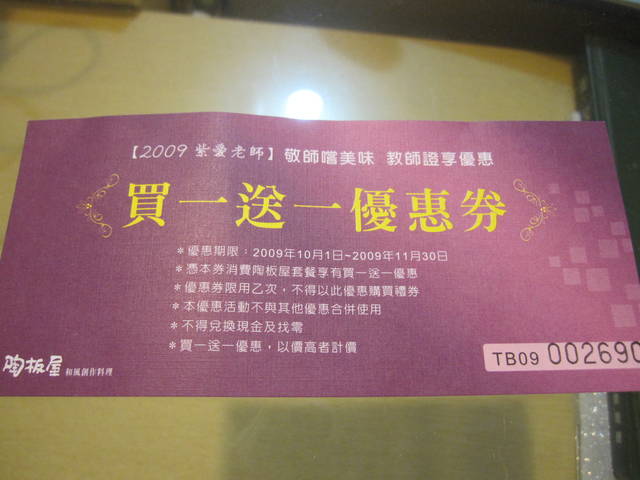 【2009 紫愛老師】敬師嚐美味 教師證享優惠
買一送一優惠券
＊優惠期限：2009年10月1日~2009年11月30日
＊憑本券消費陶板屋套餐享有買一送一優惠
＊優惠券限用乙次，不得以此優惠購買禮券
＊本優惠活動不與其他優惠合併使用
＊不得兌換現金及找零
＊買一送一優惠，以價高者計價
陶板屋 和風創作料理
TB09 002690